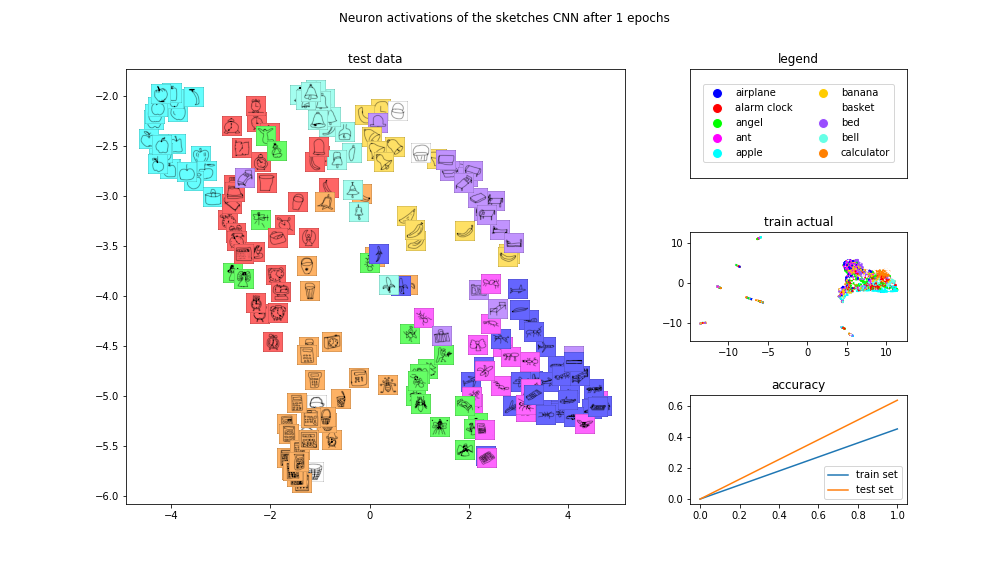 Neuron activations of the sketches CNN after 1 epochs
test data
−2.0
−2.5
−3.0
−3.5
−4.0
−4.5
−5.0
−5.5
−6.0
−4
−2
0
2
4
legend
airplane
banana
alarm clock
basket
angel
bed
ant
bell
apple
calculator
train actual
10
0
−10
−10
−5
0
5
10
accuracy
0.6
0.4
0.2
0.0
train set
test set
0.0
0.2
0.4
0.6
0.8
1.0